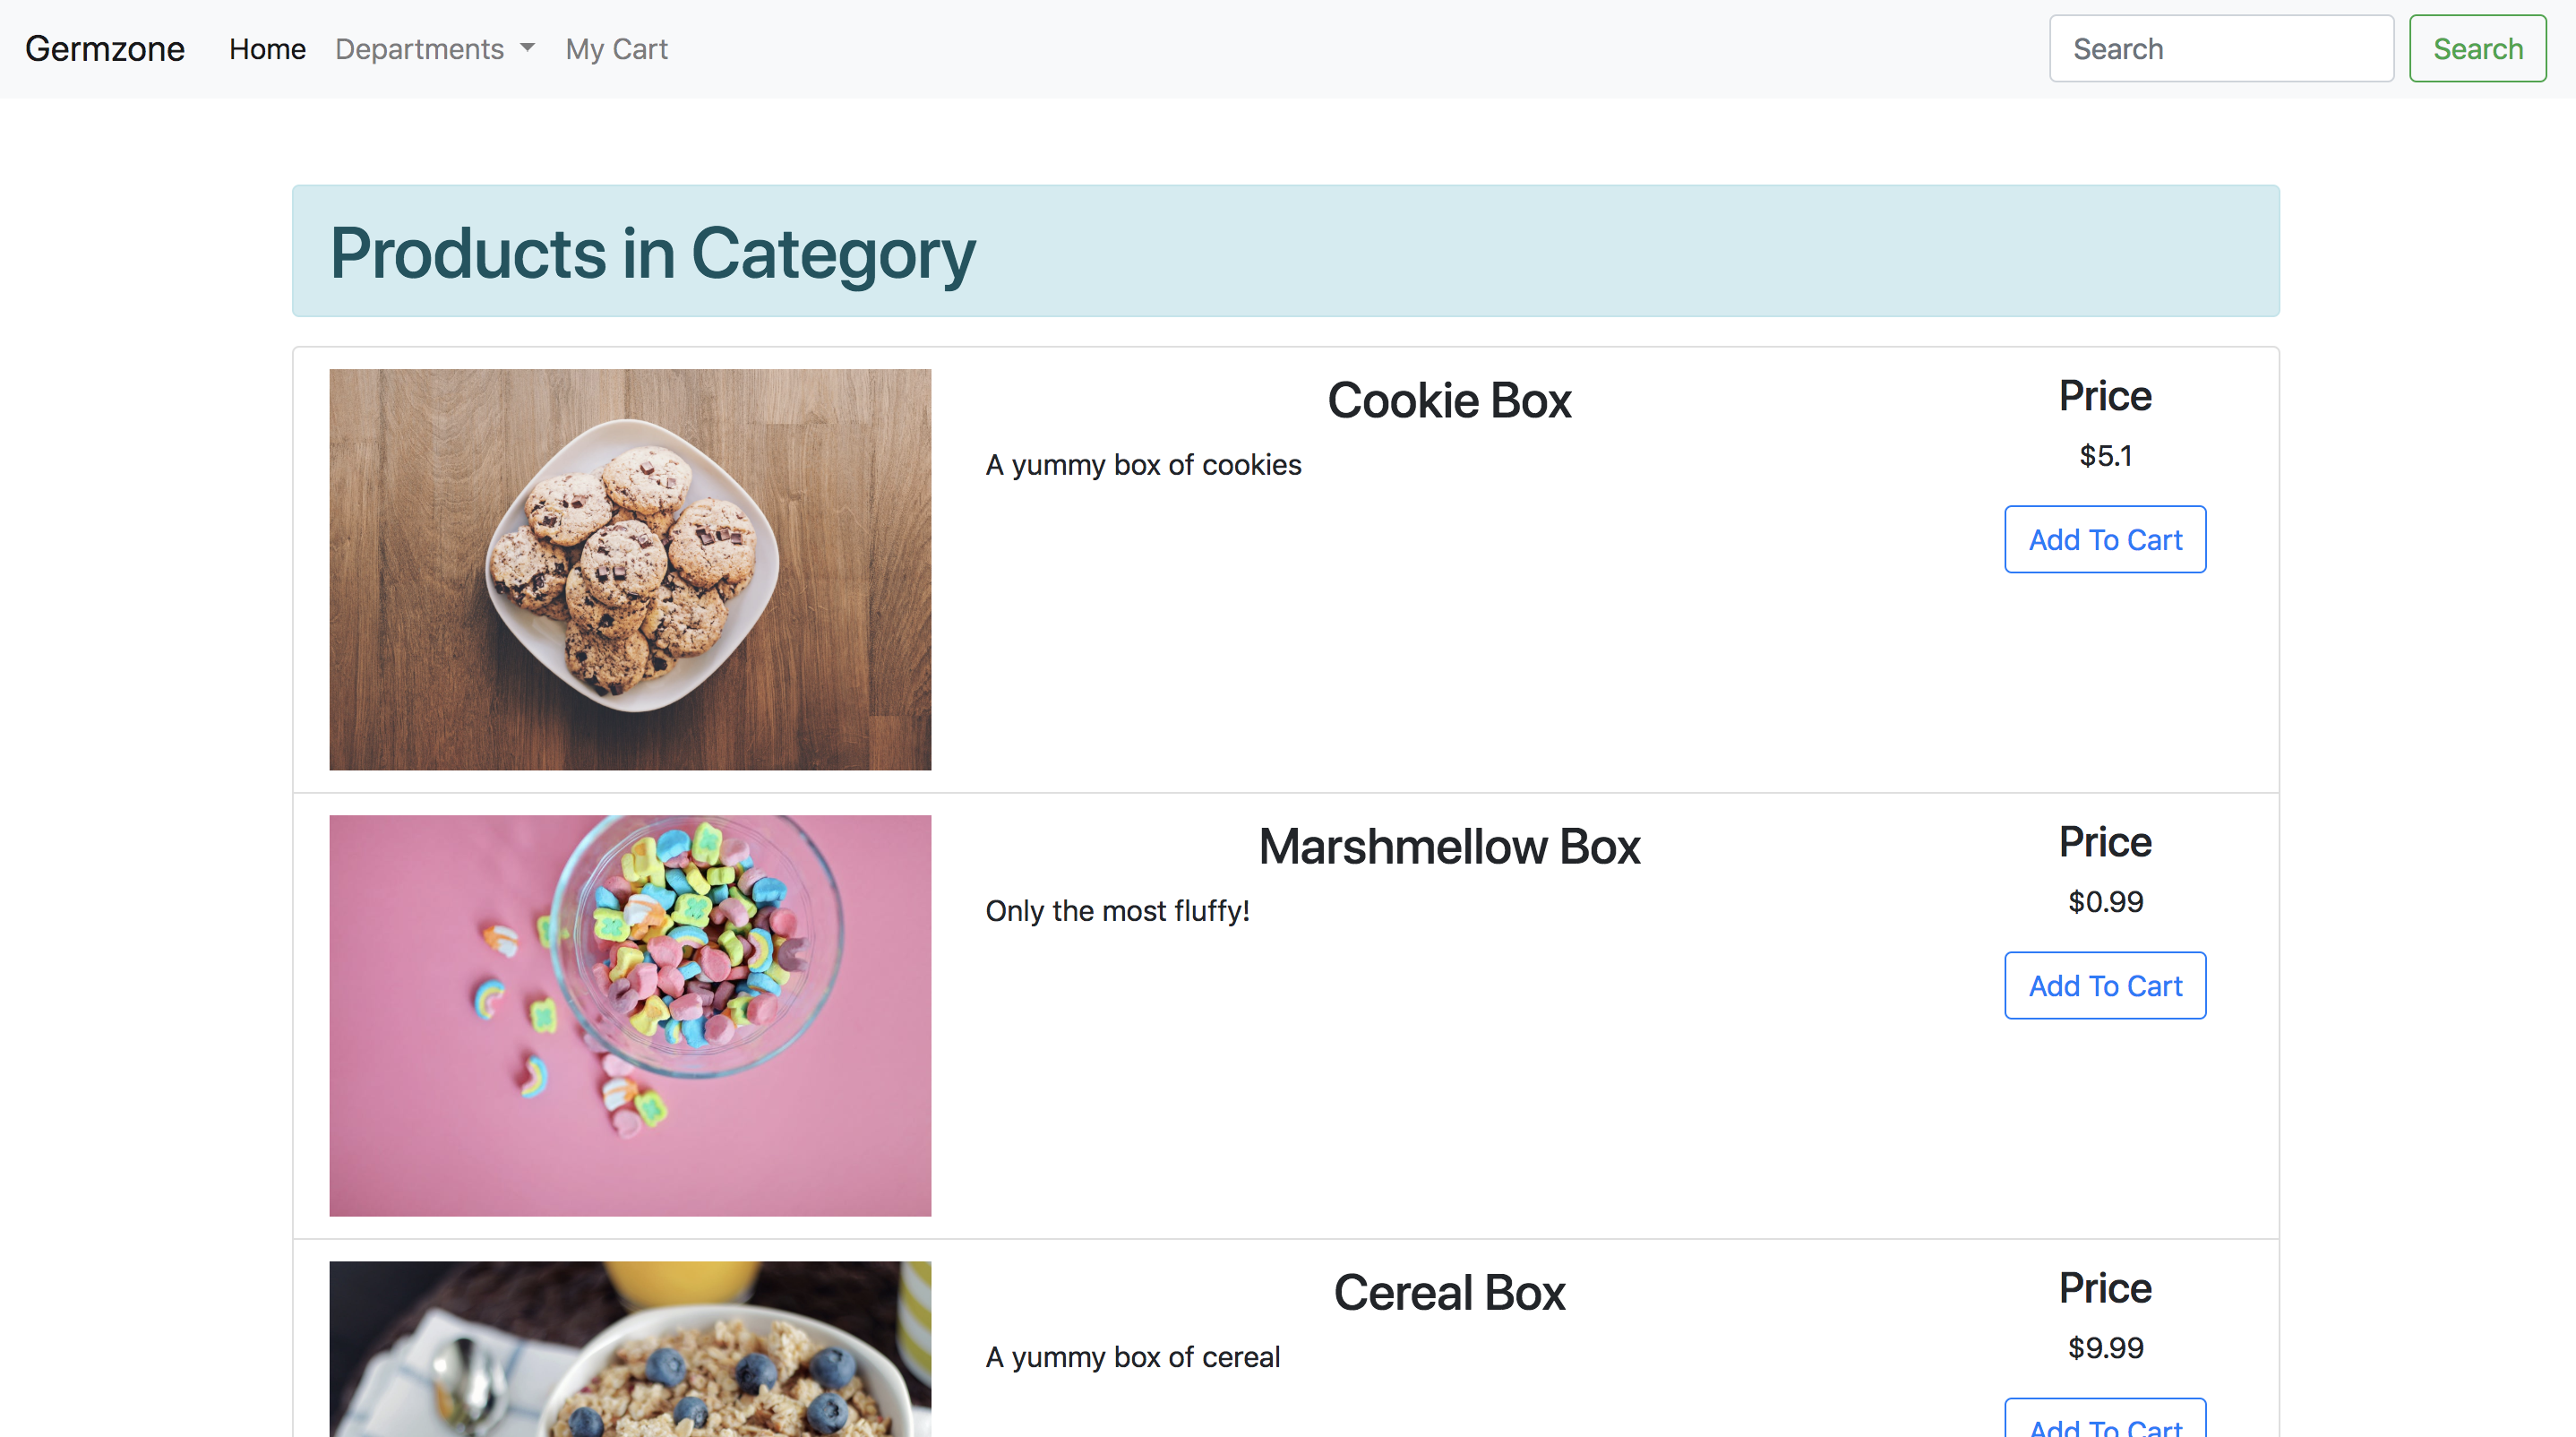 Germzone Home Departments My Cart Search Search
Products in Category
Cookie Box
A yummy box of cookies
Price
$5.1
Add To Cart
Marshmellow Box
Only the most fluffy!
Price
$0.99
Add To Cart
Cereal Box
A yummy box of cereal
Price
$9.99
Add To Cart